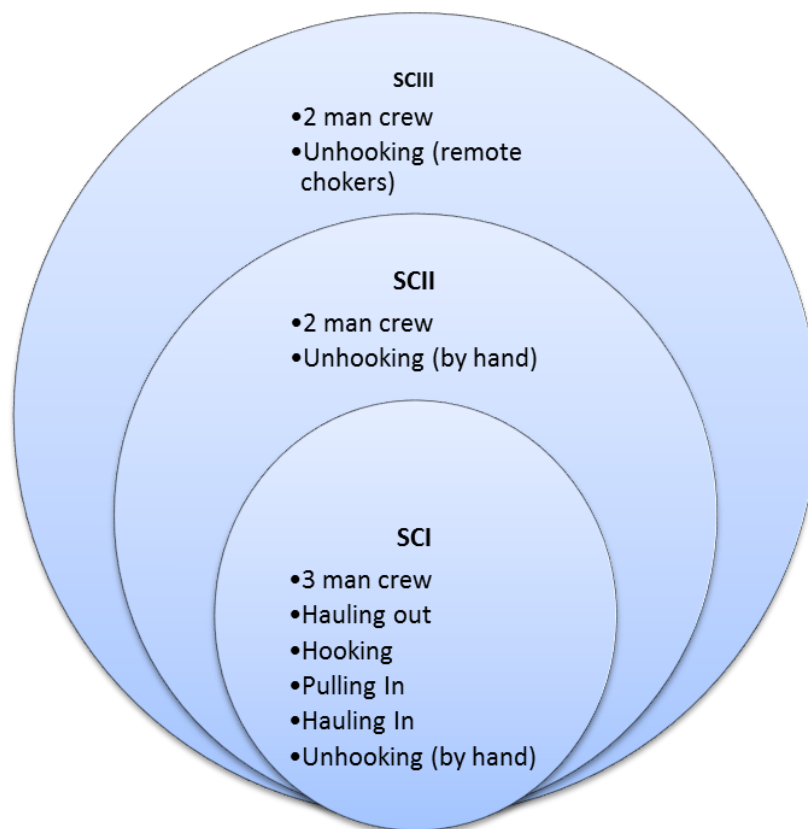 SCIII
•2 man crew
•Unhooking (remote
chokers)
SCII
•2 man crew
•Unhooking (by hand)
SCI
•3 man crew
•Hauling out
•Hooking
•Pulling In
•Hauling In
•Unhooking (by hand)